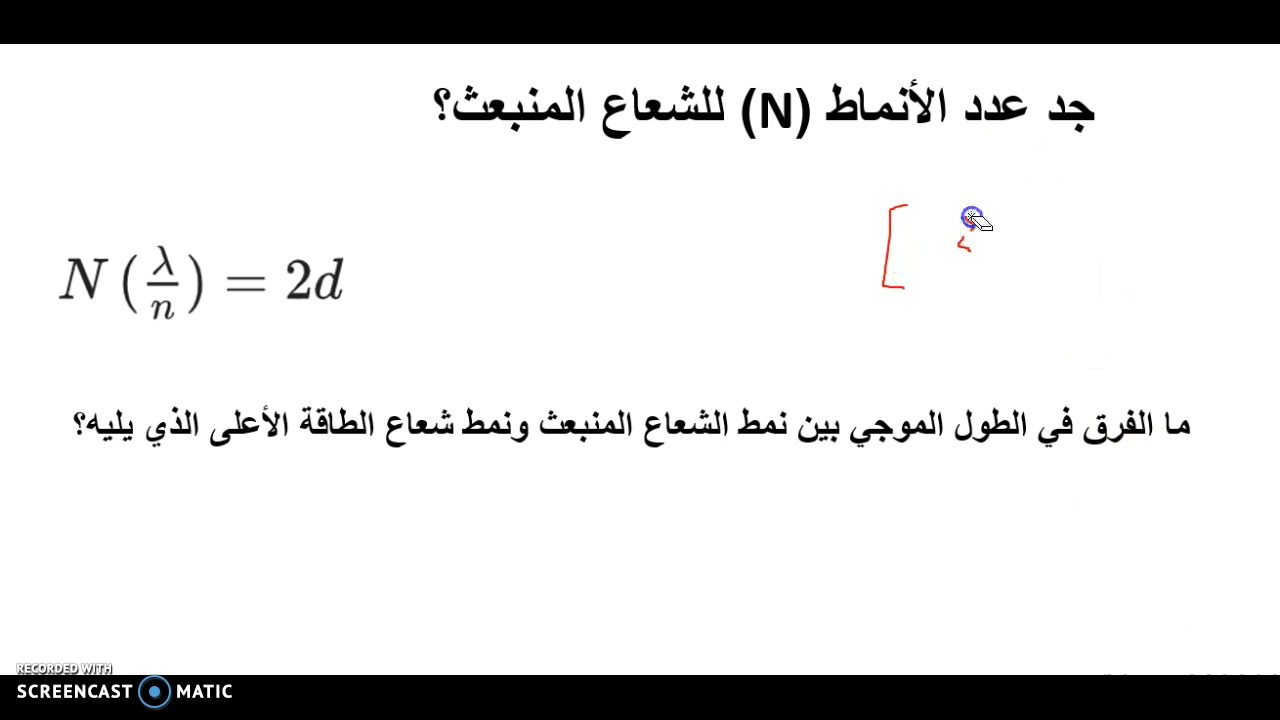 جد عدد الأنماط (N) للشعاع المنبعث؟
N(λ/n) = 2d
ما الفرق في الطول الموجي بين نمط الشعاع المنبعث ونمط شعاع الطاقة الأعلى الذي يليه؟
RECORDED WITH
SCREENCAST MATIC